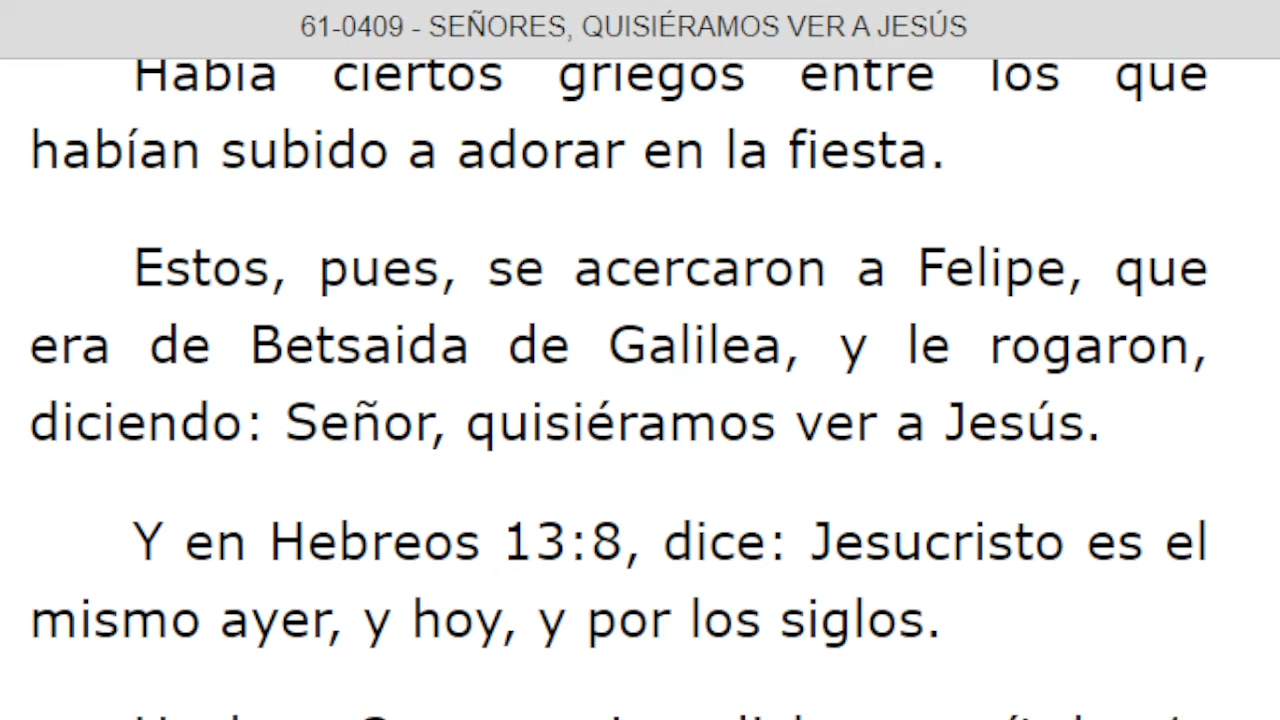 61-0409 - SEÑORES, QUISIÉRAMOS VER A JESÚS
Había ciertos griegos entre los que
habían subido a adorar en la fiesta.
Estos, pues, se acercaron a Felipe, que
era de Betsaida de Galilea, y le rogaron,
diciendo: Señor, quisiéramos ver a Jesús.
Y en Hebreos 13:8, dice: Jesucristo es el
mismo ayer, y hoy, y por los siglos.